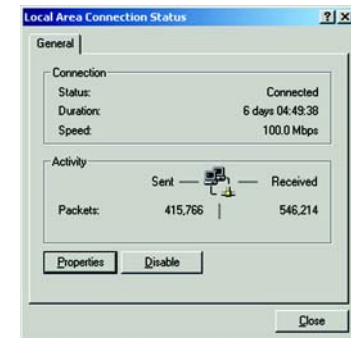 Local Area Connection Status
General
Connection
Status: Connected
Duration: 6 days 04:49:38
Speed: 100.0 Mbps
Activity
Sent — — Received
Packets: 415,766 | 546,214
Properties Disable
Close